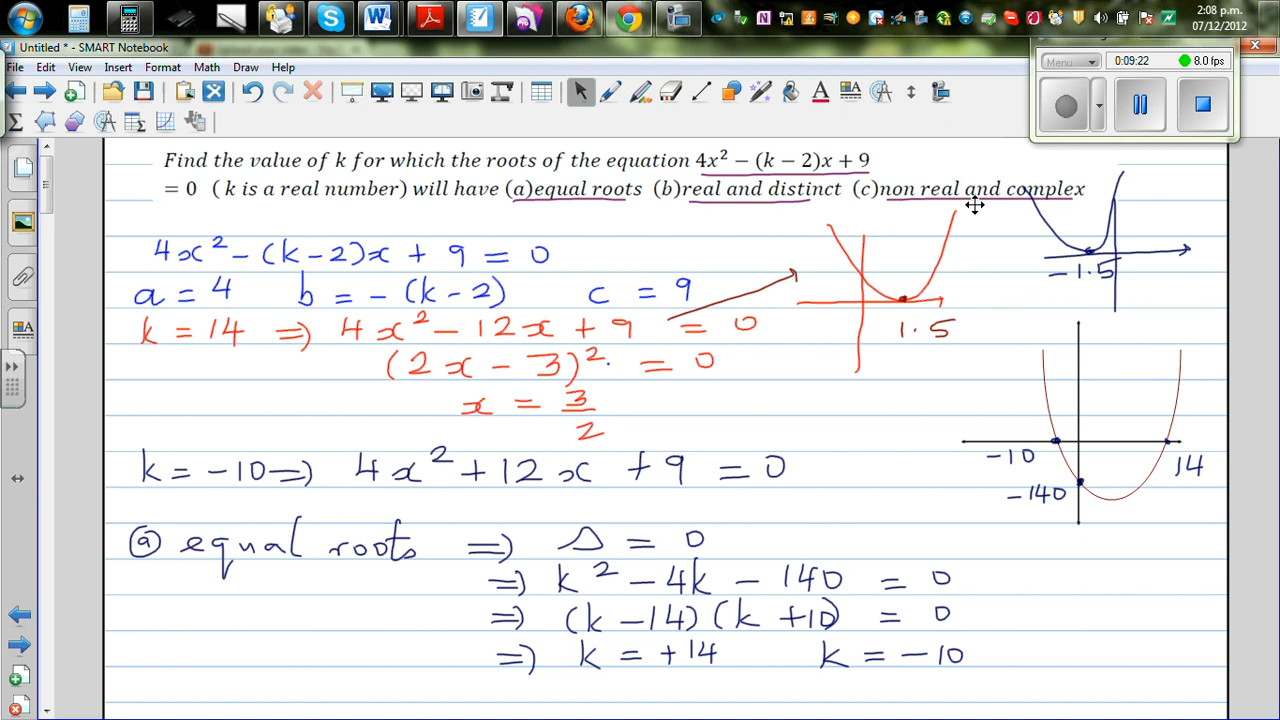 2:08 p.m.
07/12/2012
Untitled * - SMART Notebook
File Edit View Insert Format Math Draw Help
Menu 0:09:22 8.0 fps
Find the value of k for which the roots of the equation 4x² − (k − 2)x + 9
= 0 ( k is a real number) will have (a)equal roots (b)real and distinct (c)non real and complex
4x² − (k − 2)x + 9 = 0
a = 4 b = − (k − 2) c = 9
k = 14 ⇒ 4x² − 12x + 9 = 0
(2x − 3)² = 0
x = 3/2
1.5
−1.5
k = −10 ⇒ 4x² + 12x + 9 = 0
−10 14
−140
(a) equal roots ⇒ Δ = 0
⇒ k² − 4k − 140 = 0
⇒ (k − 14)(k + 10) = 0
⇒ k = +14 k = −10